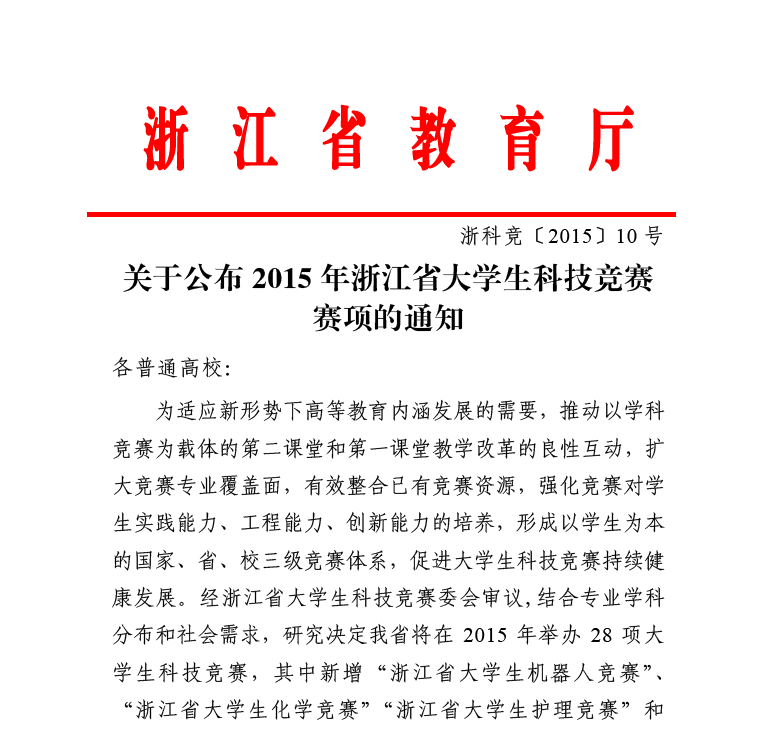 浙江省教育厅
浙科竞〔2015〕10 号
关于公布 2015 年浙江省大学生科技竞赛
赛项的通知
各普通高校：
为适应新形势下高等教育内涵发展的需要，推动以学科
竞赛为载体的第二课堂和第一课堂教学改革的良性互动，扩
大竞赛专业覆盖面，有效整合已有竞赛资源，强化竞赛对学
生实践能力、工程能力、创新能力的培养，形成以学生为本
的国家、省、校三级竞赛体系，促进大学生科技竞赛持续健
康发展。经浙江省大学生科技竞赛委会审议,结合专业学科
分布和社会需求，研究决定我省将在 2015 年举办 28 项大
学生科技竞赛，其中新增“浙江省大学生机器人竞赛”、
“浙江省大学生化学竞赛”“浙江省大学生护理竞赛”和